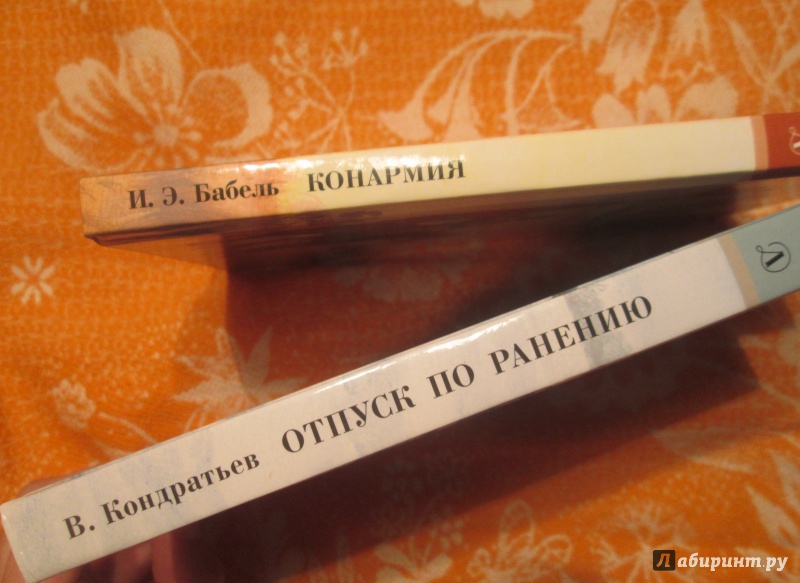 И. Э. Бабель КОНАРМИЯ
В. Кондратьев ОТПУСК ПО РАНЕНИЮ
Лабиринт.ру